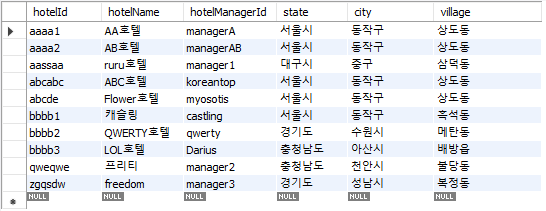 hotelId hotelName hotelManagerId state city village
aaaa1 AA호텔 managerA 서울시 동작구 상도동
aaaa2 AB호텔 managerAB 서울시 동작구 상도동
aassaa ruru호텔 manager1 대구시 중구 삼덕동
abcabc ABC호텔 koreantop 서울시 동작구 상도동
abcde Flower호텔 myosotis 서울시 동작구 상도동
bbbb1 캐슬링 castling 서울시 동작구 흑석동
bbbb2 QWERTY호텔 qwerty 경기도 수원시 메탄동
bbbb3 LOL호텔 Darius 충청남도 아산시 배방읍
qweqwe 프리티 manager2 충청남도 천안시 불당동
zgqsdw freedom manager3 경기도 성남시 복정동
NULL NULL NULL NULL NULL NULL